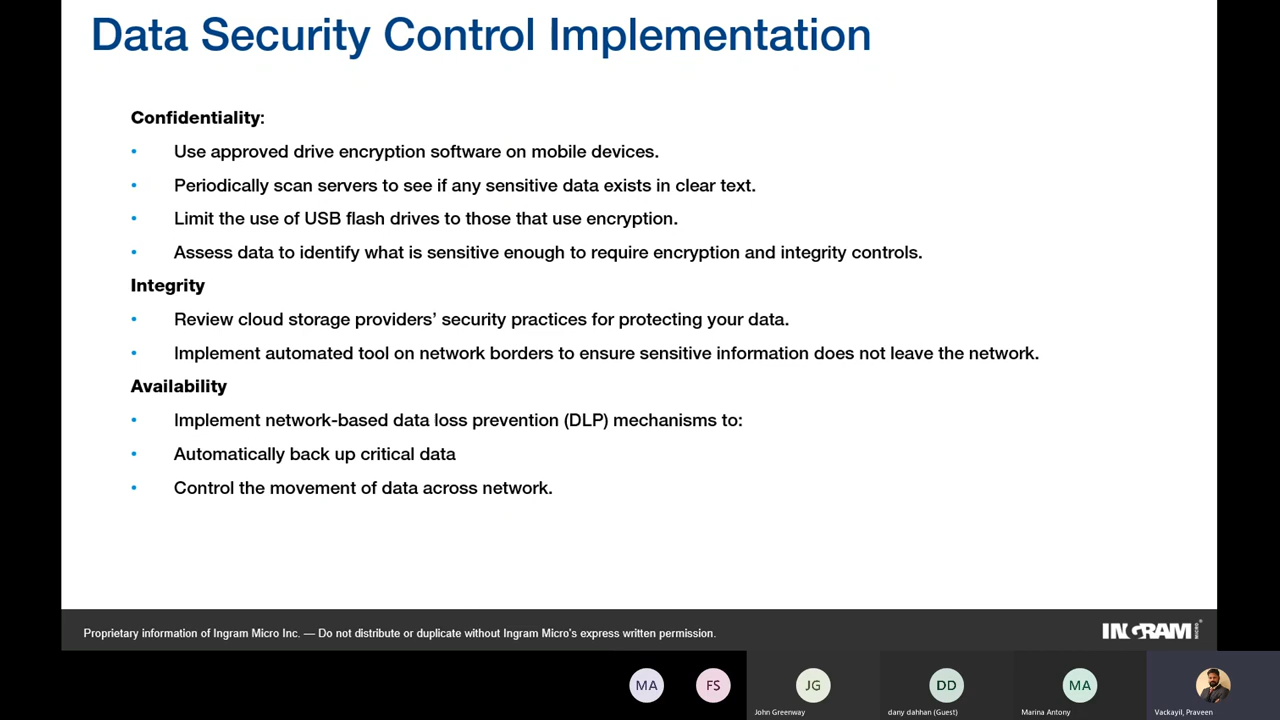 Data Security Control Implementation
Confidentiality:
• Use approved drive encryption software on mobile devices.
• Periodically scan servers to see if any sensitive data exists in clear text.
• Limit the use of USB flash drives to those that use encryption.
• Assess data to identify what is sensitive enough to require encryption and integrity controls.
Integrity
• Review cloud storage providers’ security practices for protecting your data.
• Implement automated tool on network borders to ensure sensitive information does not leave the network.
Availability
• Implement network-based data loss prevention (DLP) mechanisms to:
• Automatically back up critical data
• Control the movement of data across network.
Proprietary information of Ingram Micro Inc. — Do not distribute or duplicate without Ingram Micro's express written permission.
INGRAM MICRO ®
MA
FS
JG
DD
MA
John Greenway
dany dahhan (Guest)
Marina Antony
Vackayil, Praveen